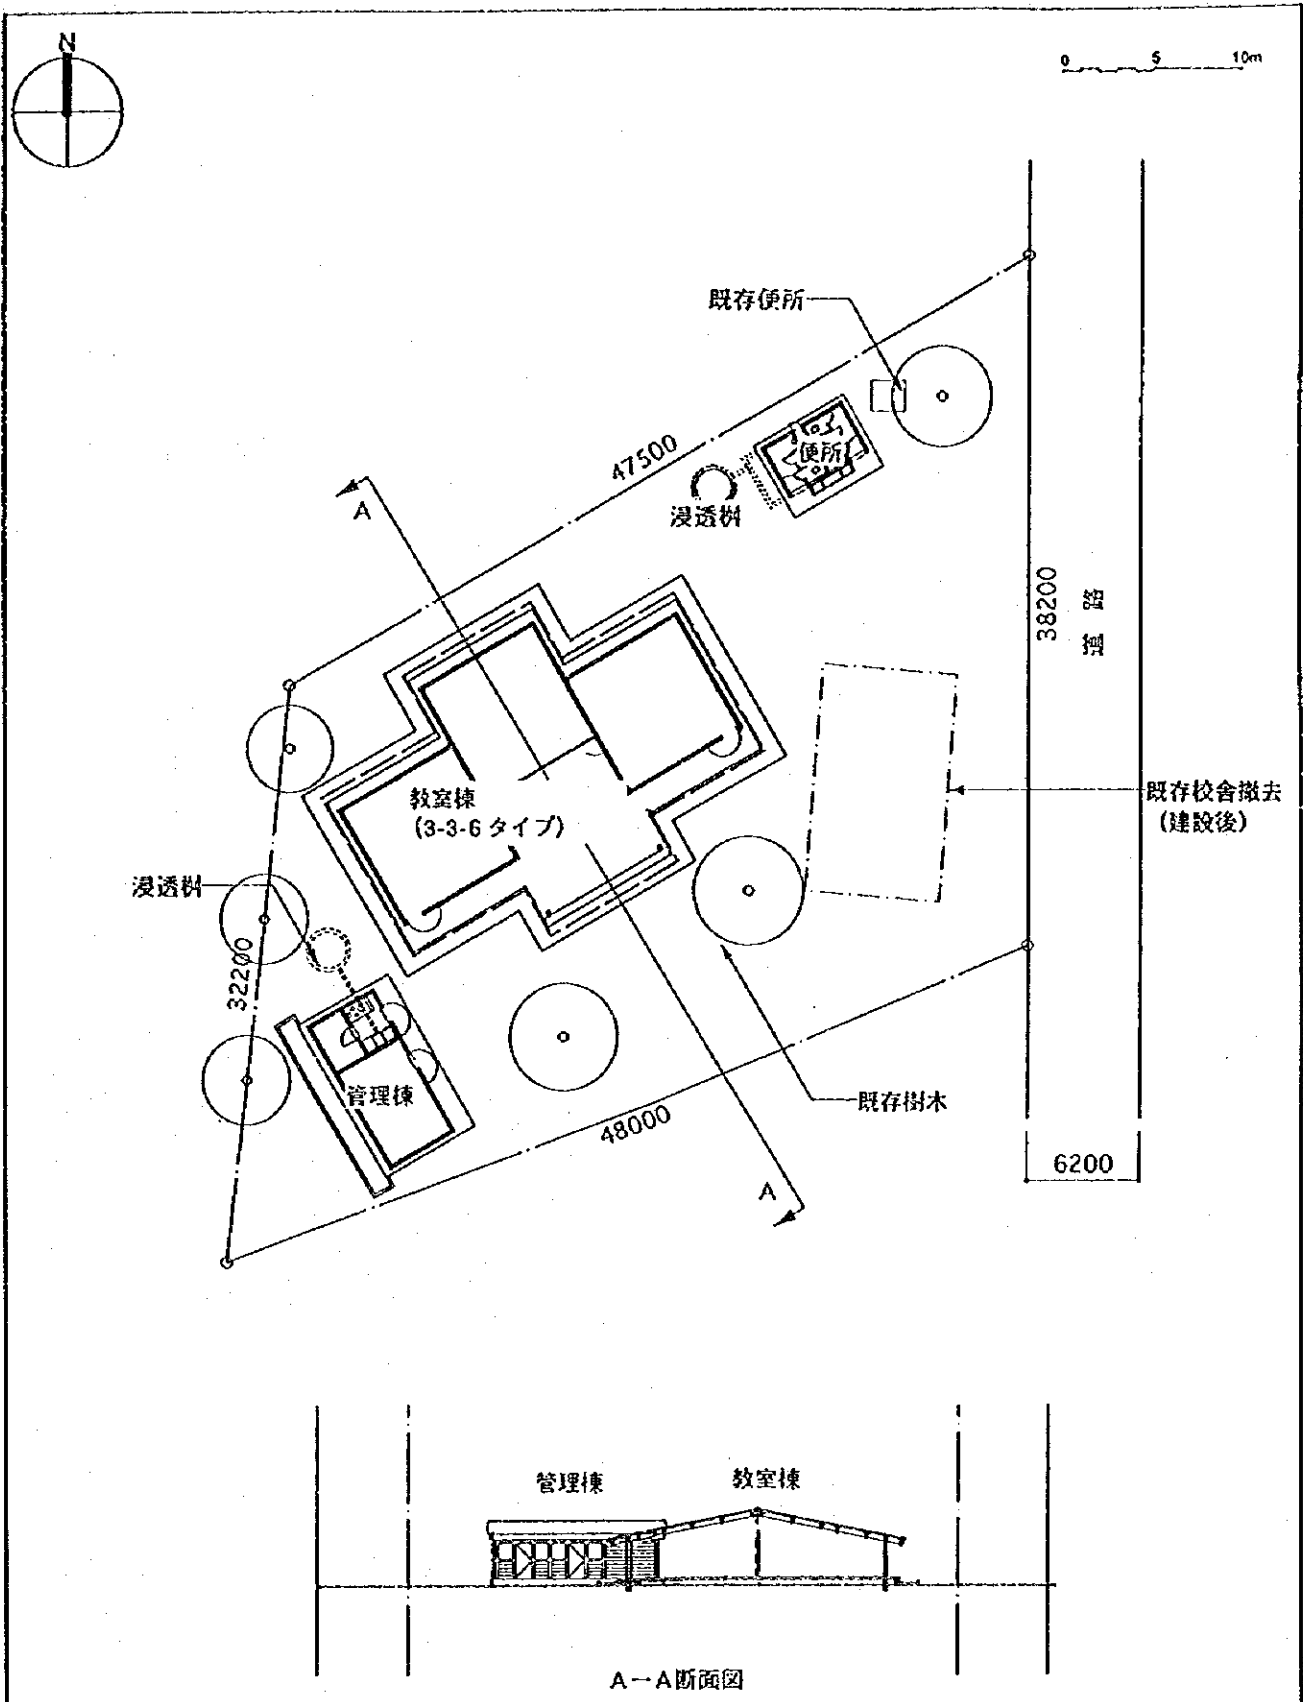 N
0 5 10m
既存便所
便所
47500
浸透桝
A
38200
道路
教室棟
(3-3-6 タイプ)
既存校舎撤去
(建設後)
浸透桝
32200
管理棟
既存樹木
48000
6200
A
管理棟
教室棟
A-A断面図